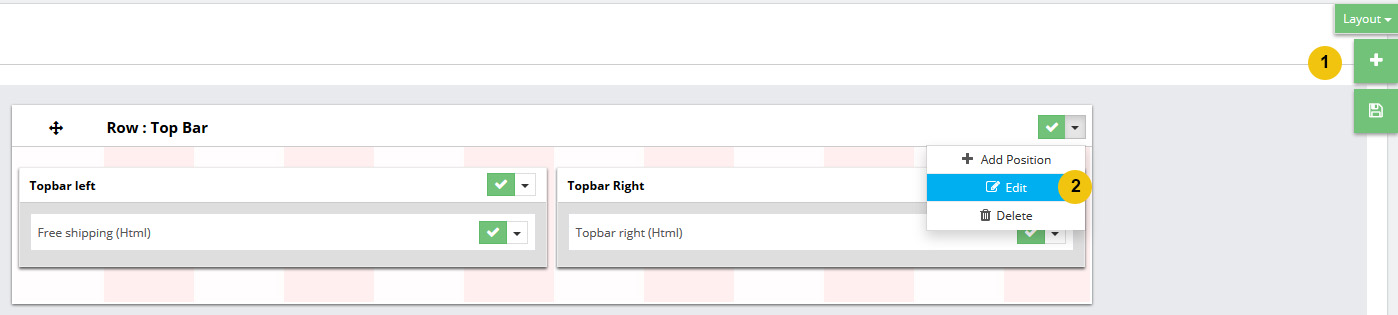 Layout
1
Row : Top Bar
Add Position
Topbar left
Topbar Right
Edit
2
Delete
Free shipping (Html)
Topbar right (Html)